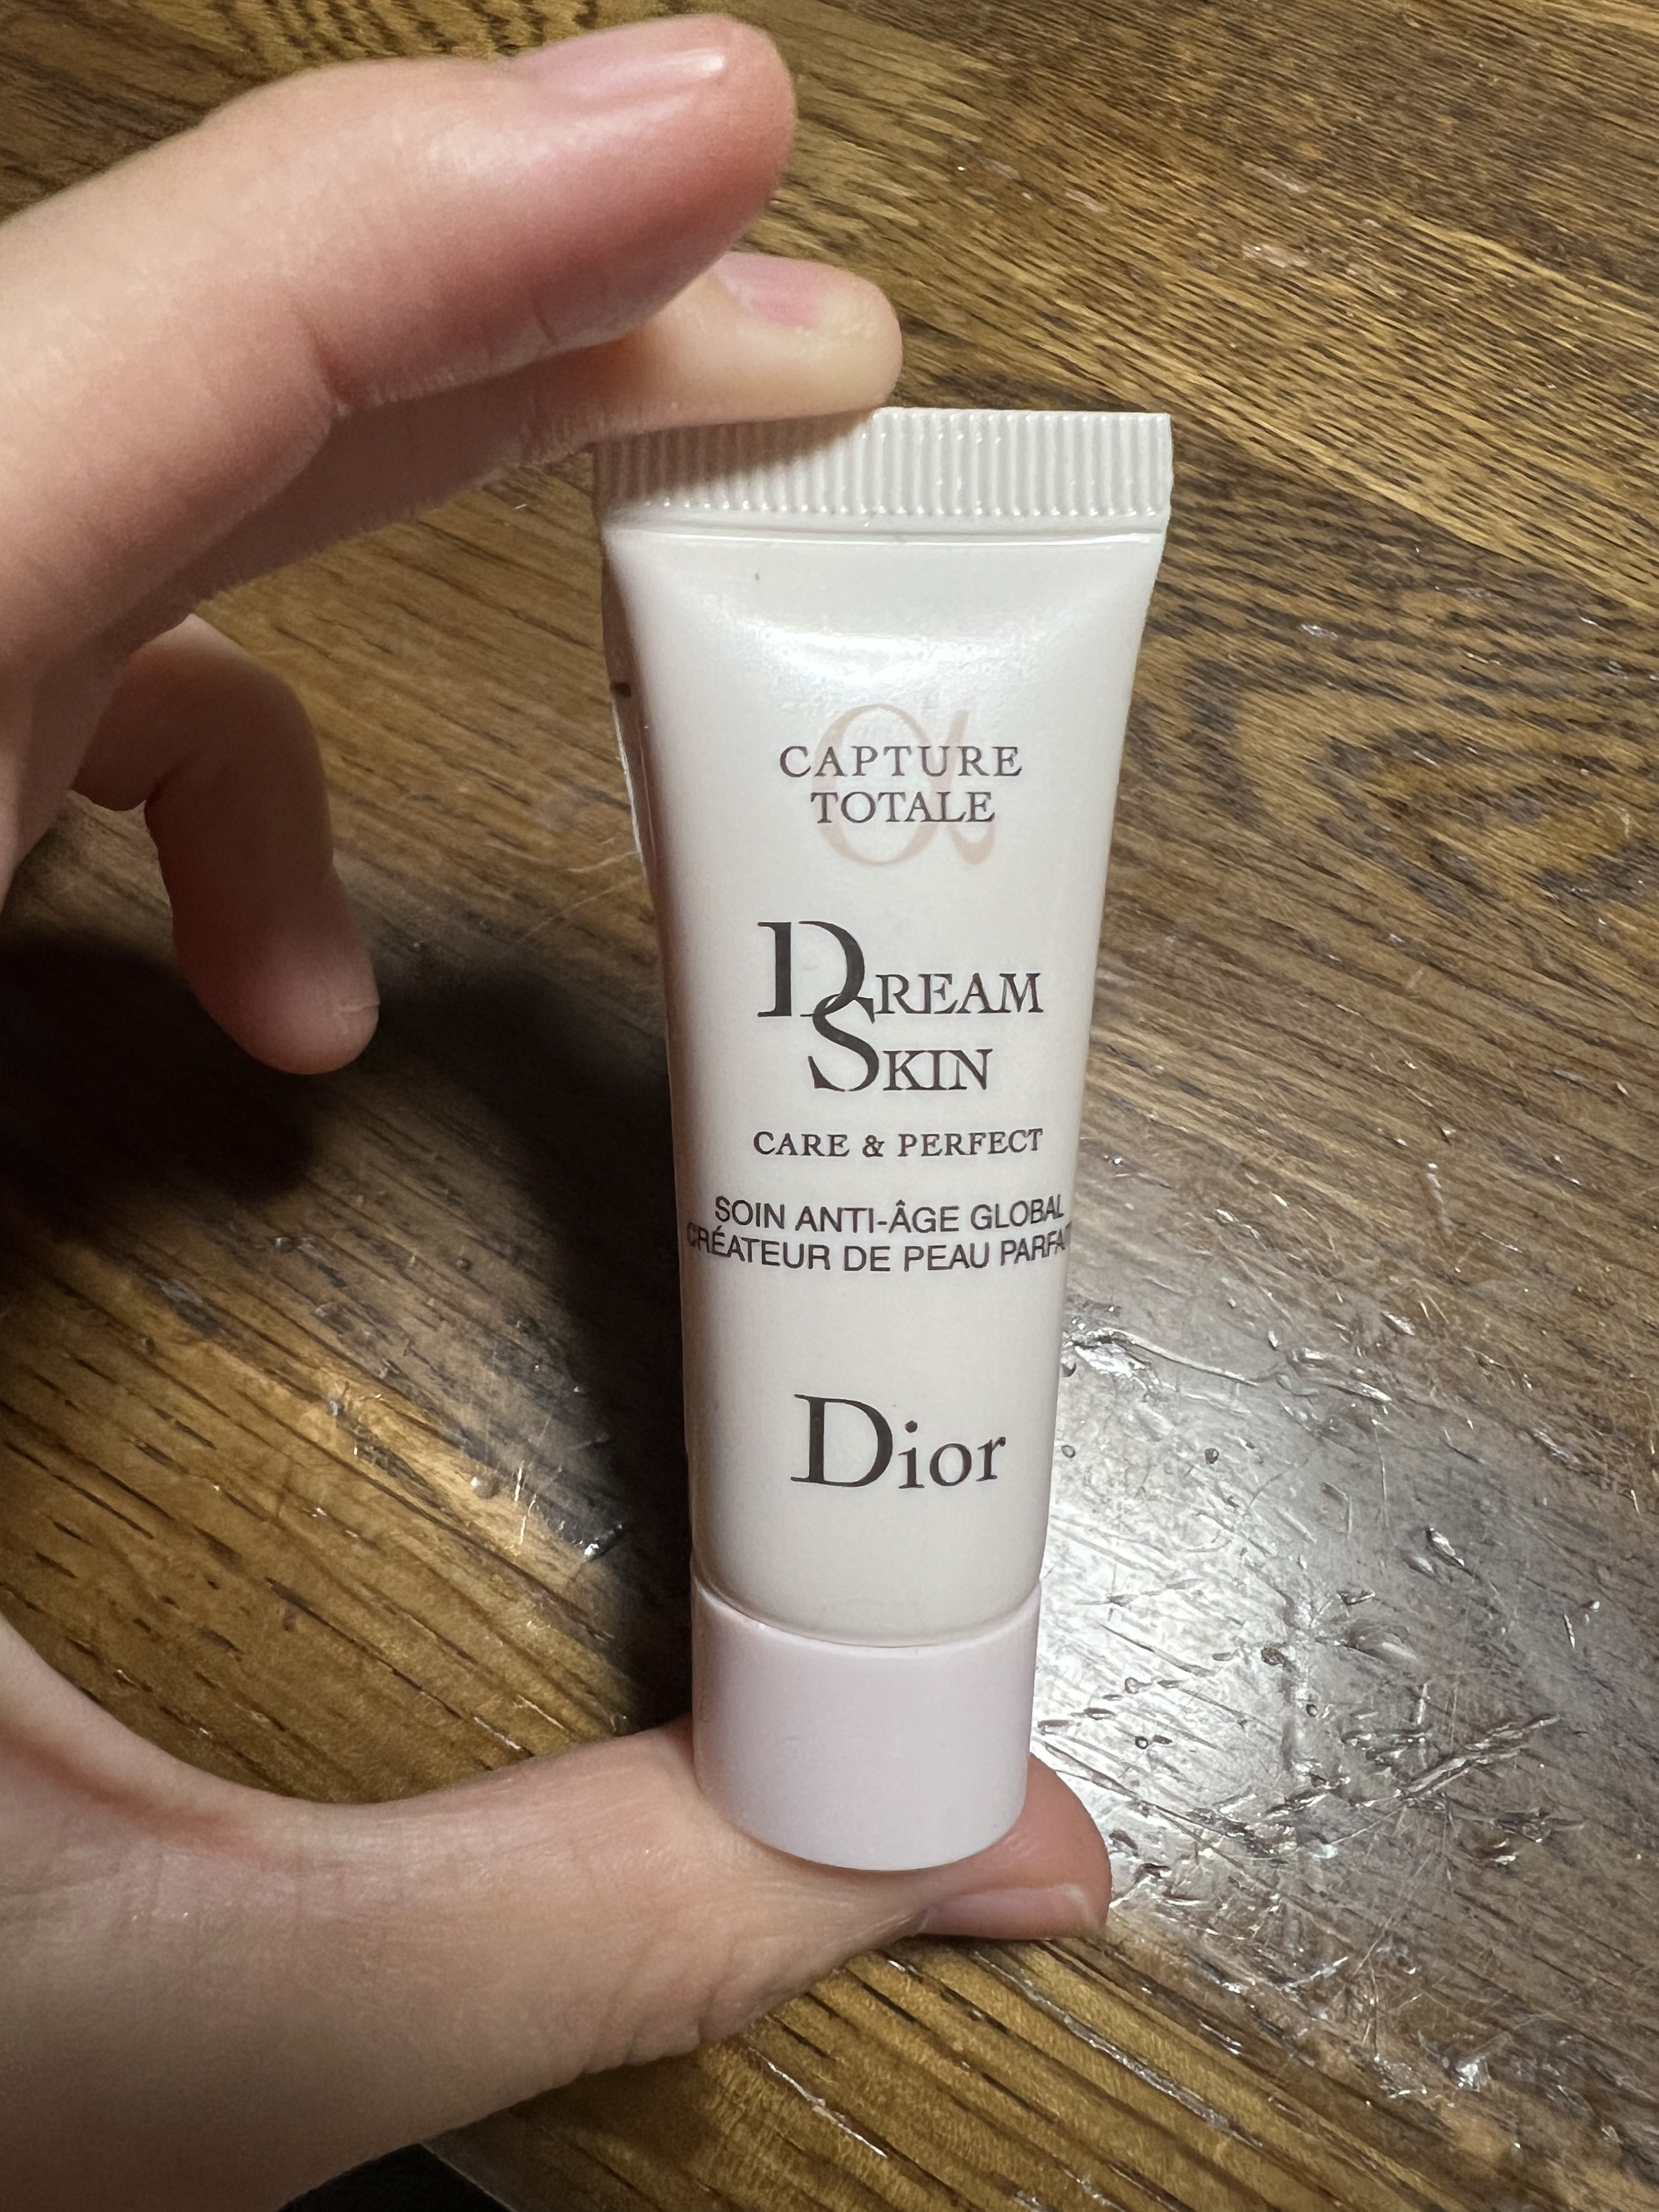 CAPTURE
TOTALE
DREAM
SKIN
CARE & PERFECT
SOIN ANTI-ÂGE GLOBAL
CRÉATEUR DE PEAU PARFAIT
Dior